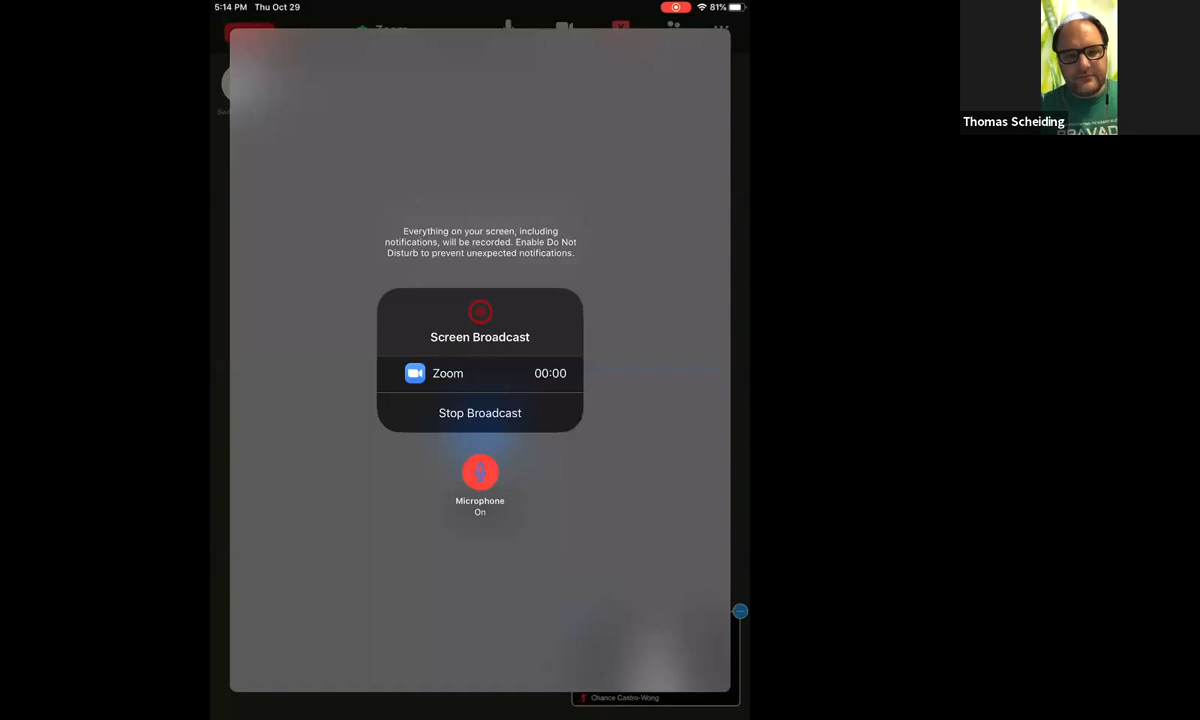 5:14 PM Thu Oct 29
81%
Zoom
Everything on your screen, including
notifications, will be recorded. Enable Do Not
Disturb to prevent unexpected notifications.
Screen Broadcast
Zoom 00:00
Stop Broadcast
Microphone
On
Chance Castro-Wong
Thomas Scheiding